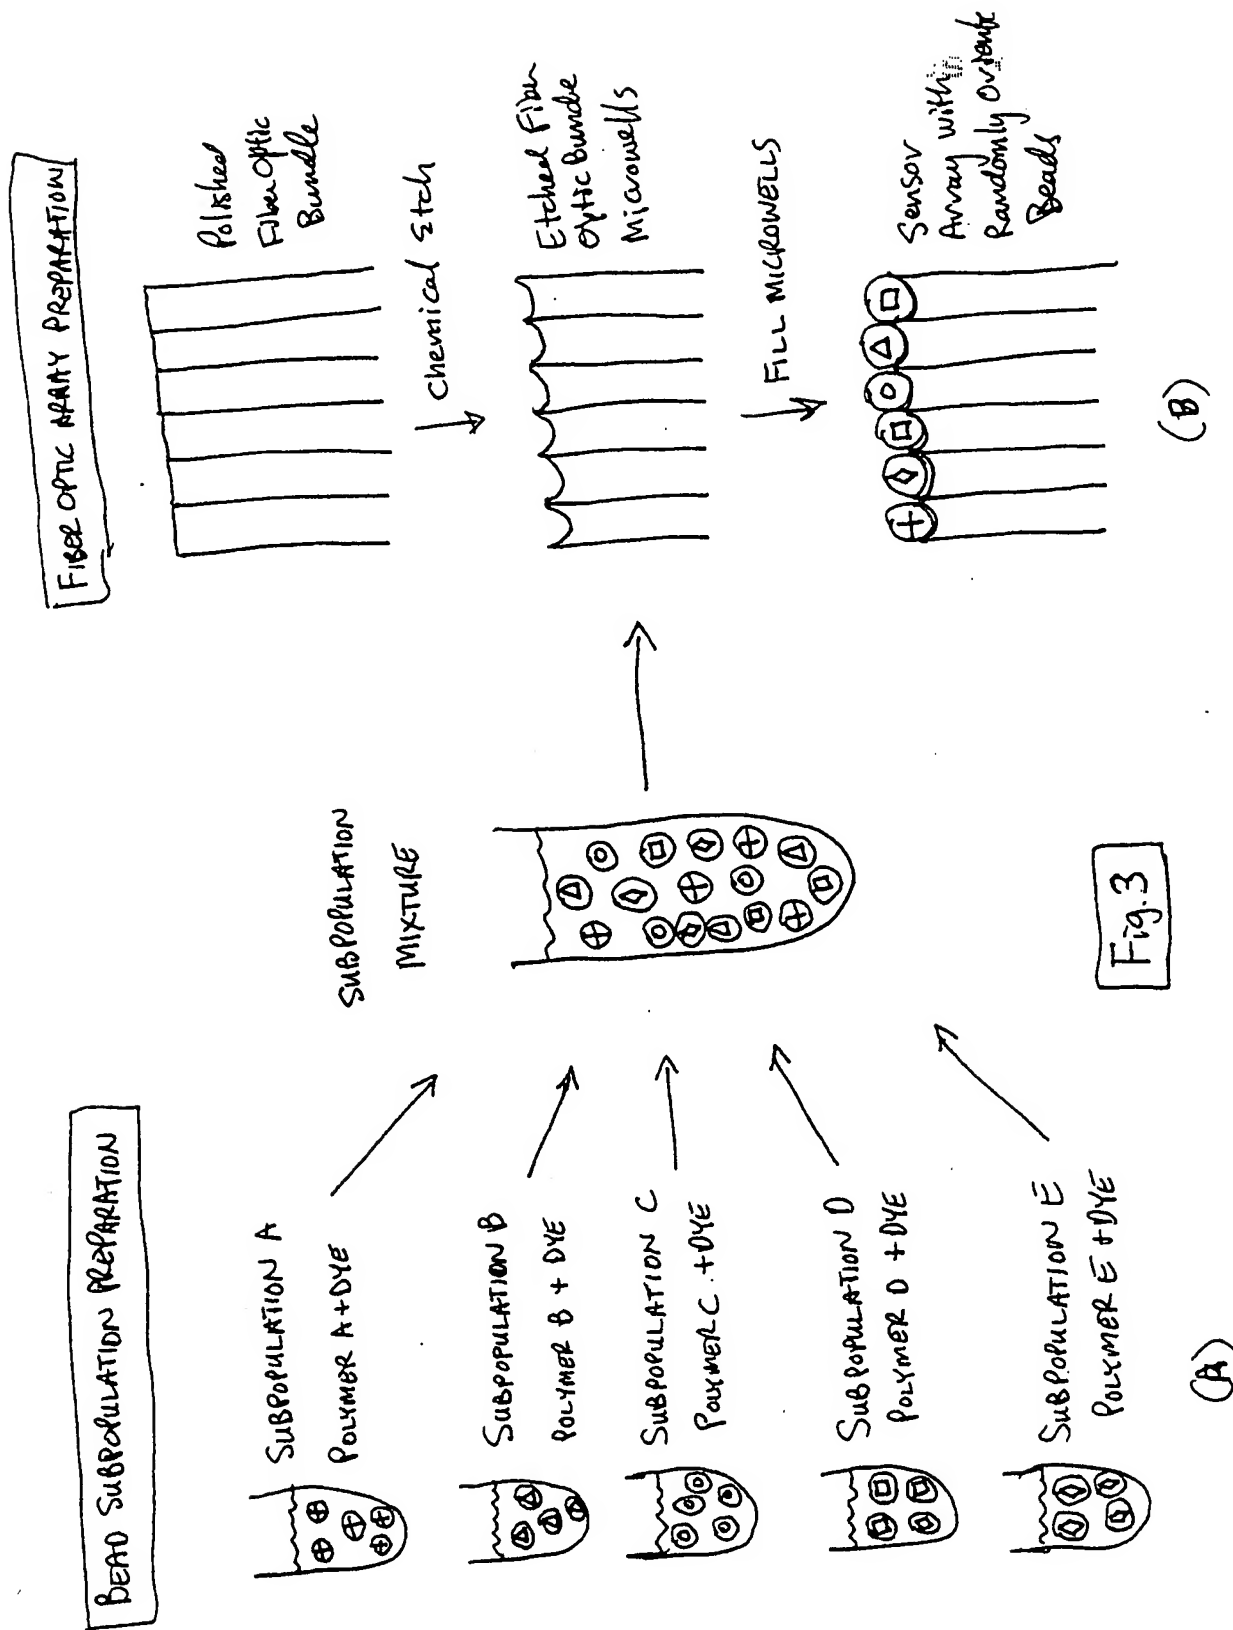 BEAD SUBPOPULATION PREPARATION
SUBPOPULATION A
POLYMER A+DYE
SUBPOPULATION B
POLYMER B + DYE
SUBPOPULATION C
POLYMER C + DYE
SUBPOPULATION D
POLYMER D + DYE
SUBPOPULATION E
POLYMER E +DYE
(A)
SUBPOPULATION
MIXTURE
Fig. 3
FIBER OPTIC ARRAY PREPARATION
Polished
Fiber Optic
Bundle
Chemical Etch
Etched Fiber
Optic Bundle
Microwells
FILL MICROWELLS
Sensor
Array with
Randomly
Beads
(B)